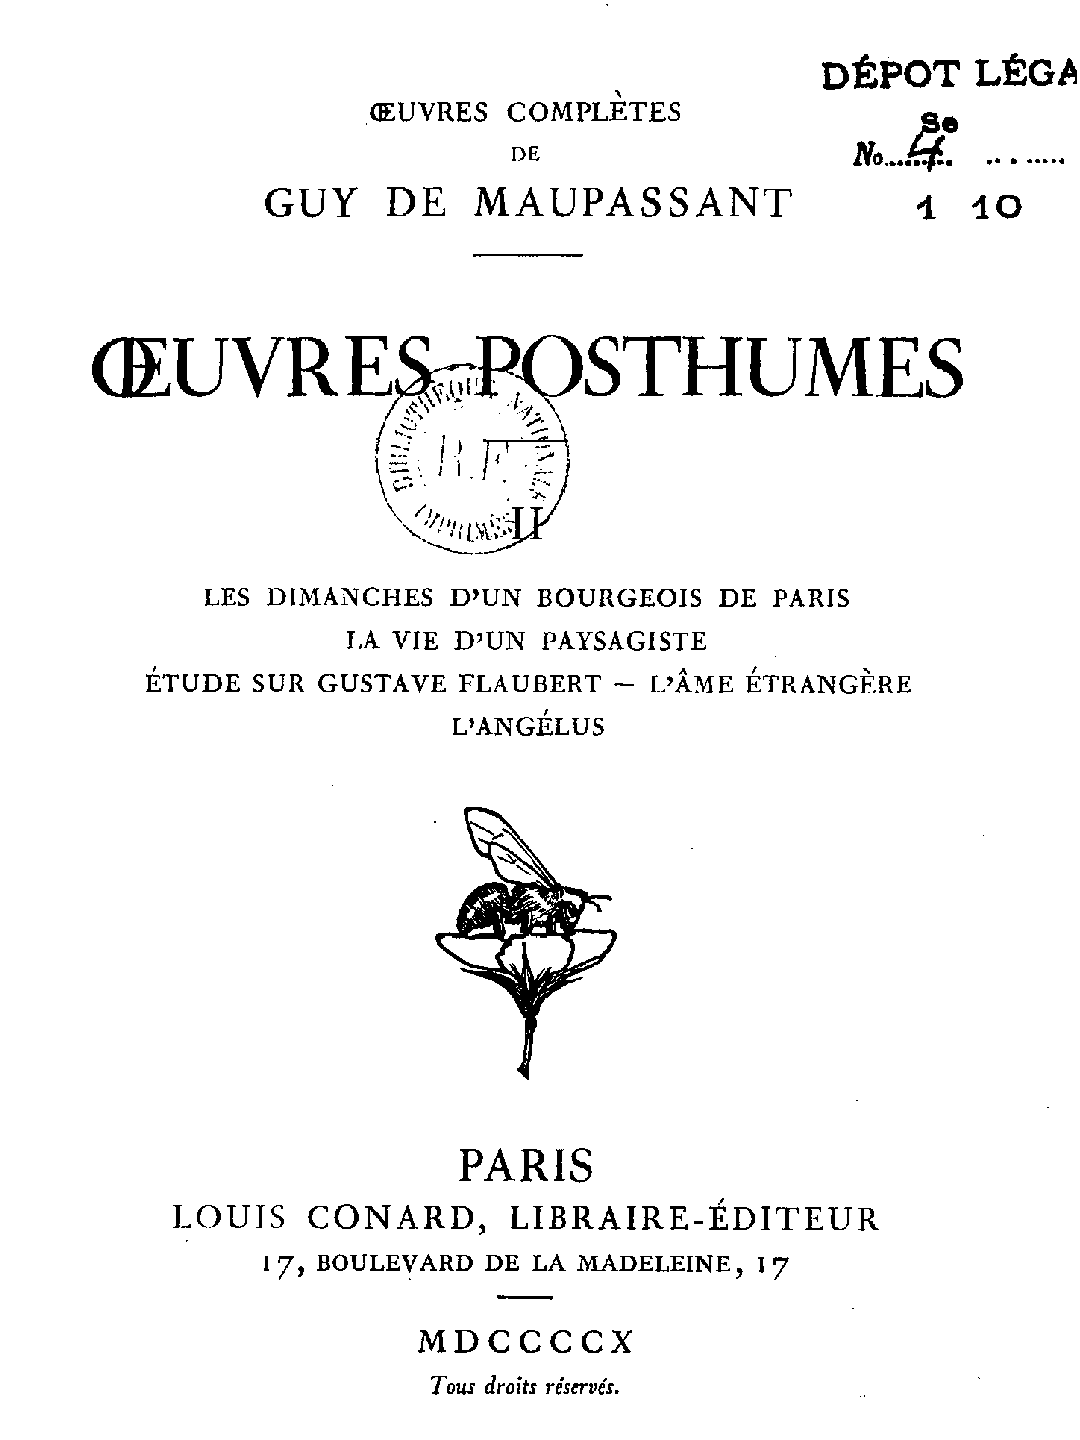 DÉPOT LÉGA
Se
No. 4
1 10
ŒUVRES COMPLÈTES
DE
GUY DE MAUPASSANT
ŒUVRES POSTHUMES
BIBLIOTHÈQUE NATIONALE
R.F.
IMPRIMÉS
II
LES DIMANCHES D'UN BOURGEOIS DE PARIS
LA VIE D'UN PAYSAGISTE
ÉTUDE SUR GUSTAVE FLAUBERT — L'ÂME ÉTRANGÈRE
L'ANGÉLUS
PARIS
LOUIS CONARD, LIBRAIRE-ÉDITEUR
17, BOULEVARD DE LA MADELEINE, 17
MDCCCCX
Tous droits réservés.